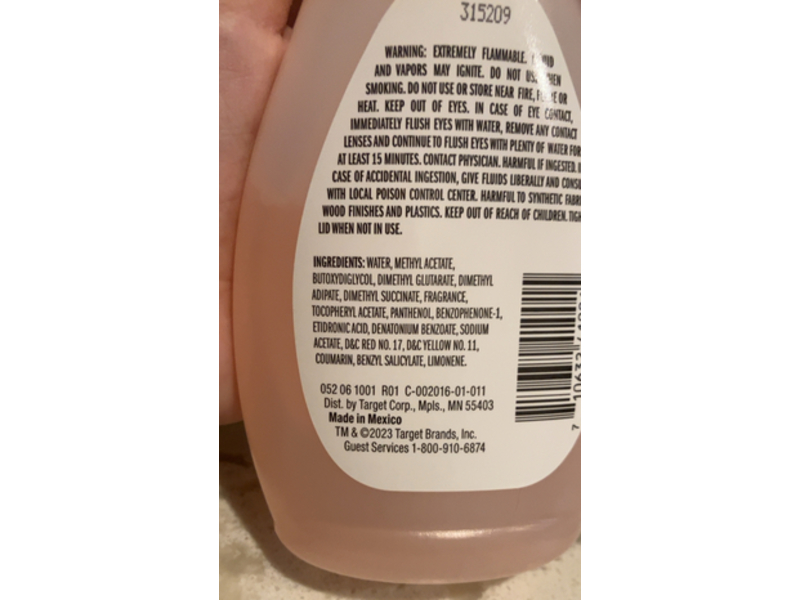 315209
WARNING: EXTREMELY FLAMMABLE.
AND VAPORS MAY IGNITE. DO NOT
SMOKING. DO NOT USE OR STORE NEAR FIRE, OR
HEAT. KEEP OUT OF EYES. IN CASE OF EYE CONTACT,
IMMEDIATELY FLUSH EYES WITH WATER, REMOVE ANY CONTACT
LENSES AND CONTINUE TO FLUSH EYES WITH PLENTY OF WATER FOR
AT LEAST 15 MINUTES. CONTACT PHYSICIAN. HARMFUL IF INGESTED.
CASE OF ACCIDENTAL INGESTION, GIVE FLUIDS LIBERALLY AND
WITH LOCAL POISON CONTROL CENTER. HARMFUL TO SYNTHETIC
WOOD FINISHES AND PLASTICS. KEEP OUT OF REACH OF CHILDREN.
LID WHEN NOT IN USE.
INGREDIENTS: WATER, METHYL ACETATE,
BUTOXYDIGLYCOL, DIMETHYL GLUTARATE, DIMETHYL
ADIPATE, DIMETHYL SUCCINATE, FRAGRANCE,
TOCOPHERYL ACETATE, PANTHENOL, BENZOPHENONE-1,
ETIDRONIC ACID, DENATONIUM BENZOATE, SODIUM
ACETATE, D&C RED NO. 17, D&C YELLOW NO. 11,
COUMARIN, BENZYL SALICYLATE, LIMONENE.
052 06 1001 R01 C-002016-01-011
Dist. by Target Corp., Mpls., MN 55403
Made in Mexico
TM & ©2023 Target Brands, Inc.
Guest Services 1-800-910-6874